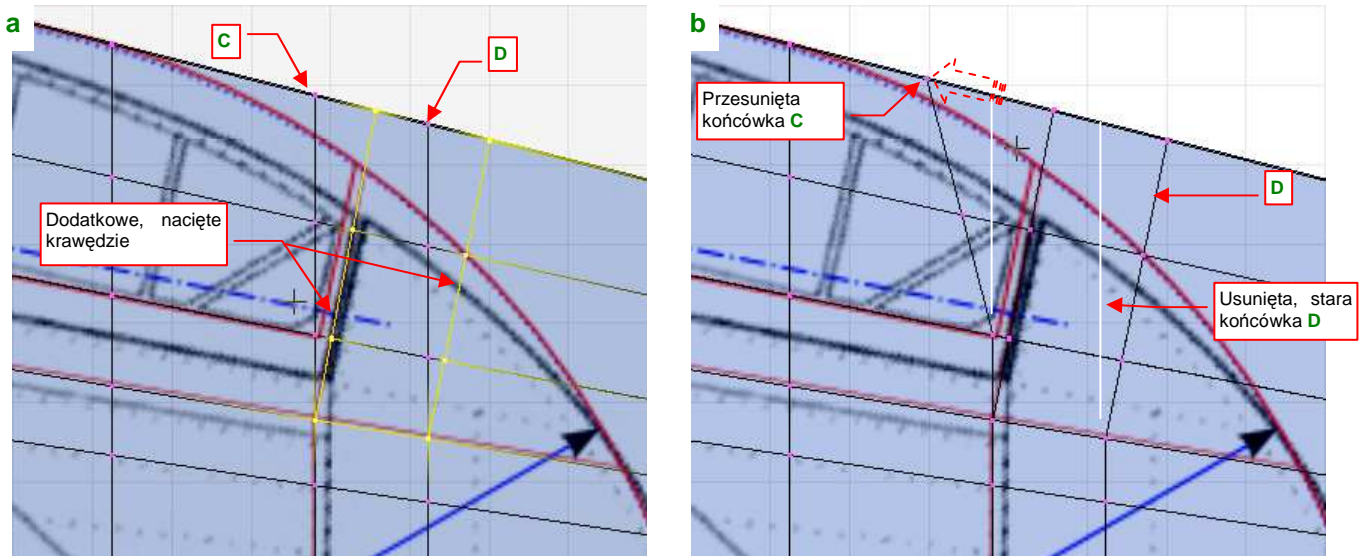 a
C
D
Dodatkowe, nacięte
krawędzie
b
Przesunięta
końcówka C
D
Usunięta, stara
końcówka D